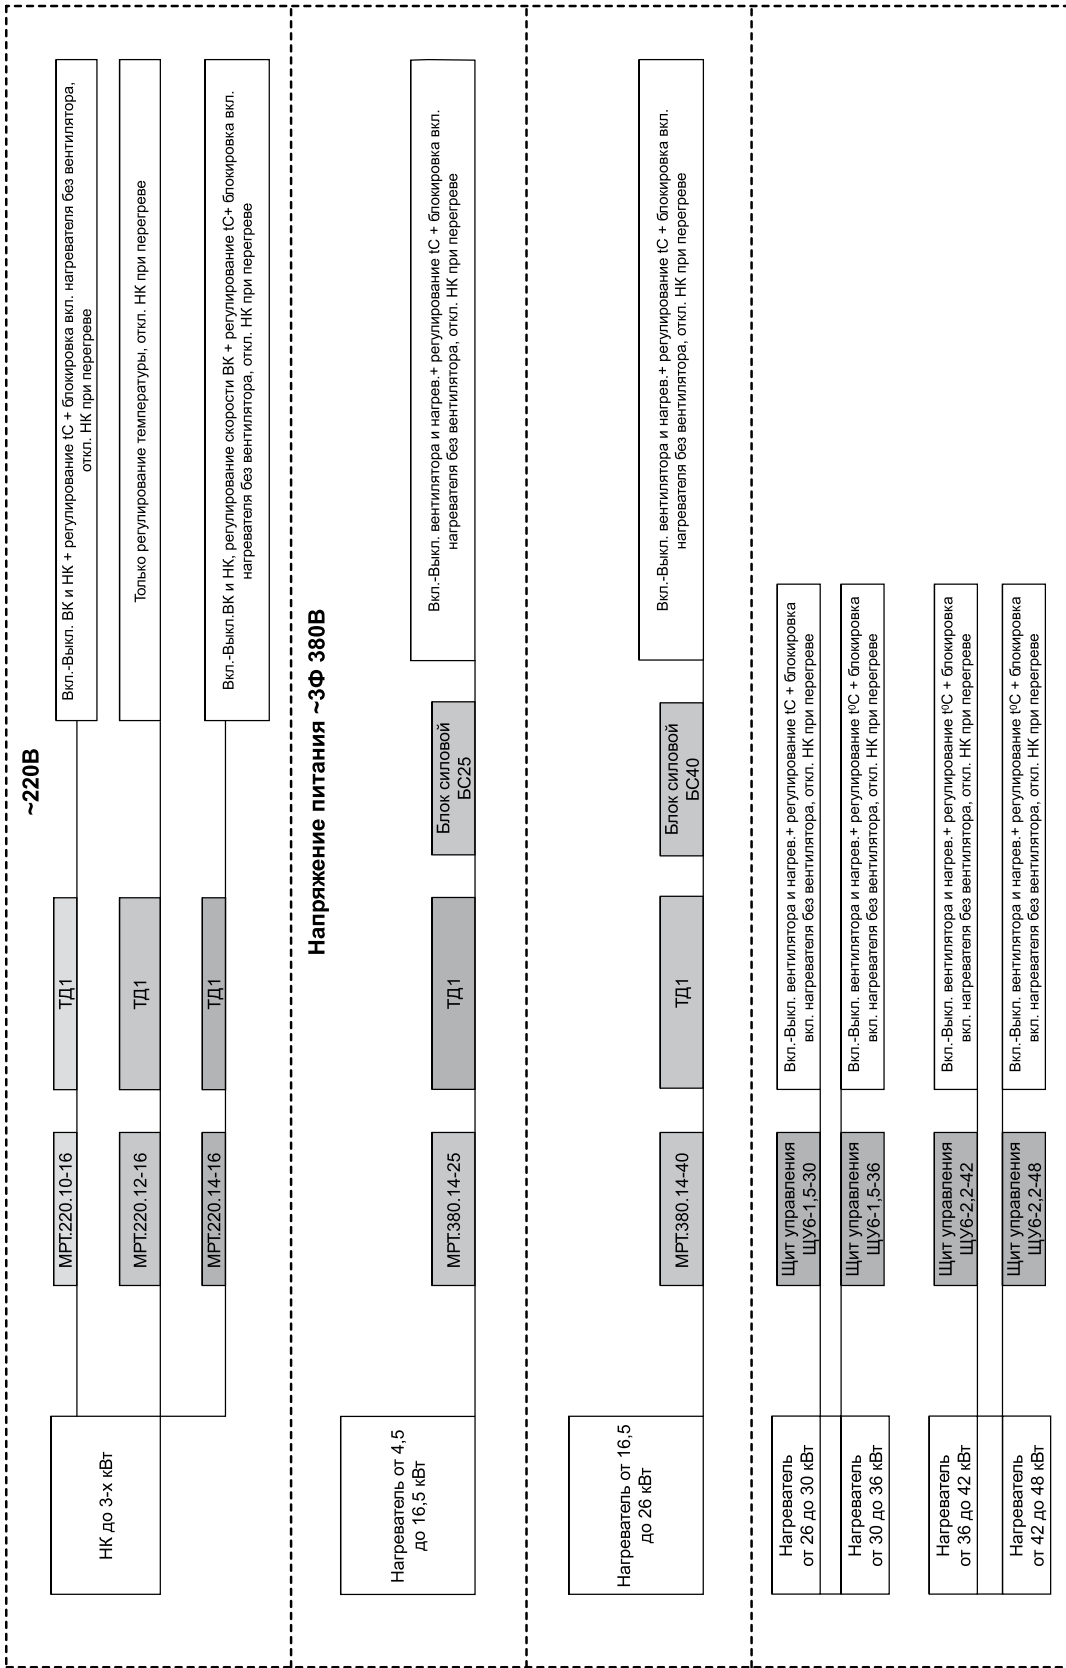 ~220В
НК до 3-х кВт
МРТ.220.10-16
ТД1
Вкл.-Выкл. ВК и НК + регулирование tС + блокировка вкл. нагревателя без вентилятора,
откл. НК при перегреве
МРТ.220.12-16
ТД1
Только регулирование температуры, откл. НК при перегреве
МРТ.220.14-16
ТД1
Вкл.-Выкл.ВК и НК, регулирование скорости ВК + регулирование tС+ блокировка вкл.
нагревателя без вентилятора, откл. НК при перегреве
Напряжение питания ~3Ф 380В
Нагреватель от 4,5
до 16,5 кВт
МРТ.380.14-25
ТД1
Блок силовой
БС25
Вкл.-Выкл. вентилятора и нагрев.+ регулирование tС + блокировка вкл.
нагревателя без вентилятора, откл. НК при перегреве
Нагреватель от 16,5
до 26 кВт
МРТ.380.14-40
ТД1
Блок силовой
БС40
Вкл.-Выкл. вентилятора и нагрев.+ регулирование tС + блокировка вкл.
нагревателя без вентилятора, откл. НК при перегреве
Нагреватель
от 26 до 30 кВт
Щит управления
ЩУ6-1,5-30
Вкл.-Выкл. вентилятора и нагрев.+ регулирование tС + блокировка
вкл. нагревателя без вентилятора, откл. НК при перегреве
Нагреватель
от 30 до 36 кВт
Щит управления
ЩУ6-1,5-36
Вкл.-Выкл. вентилятора и нагрев.+ регулирование t⁰С + блокировка
вкл. нагревателя без вентилятора, откл. НК при перегреве
Нагреватель
от 36 до 42 кВт
Щит управления
ЩУ6-2,2-42
Вкл.-Выкл. вентилятора и нагрев.+ регулирование t⁰С + блокировка
вкл. нагревателя без вентилятора, откл. НК при перегреве
Нагреватель
от 42 до 48 кВт
Щит управления
ЩУ6-2,2-48
Вкл.-Выкл. вентилятора и нагрев.+ регулирование t⁰С + блокировка
вкл. нагревателя без вентилятора, откл. НК при перегреве